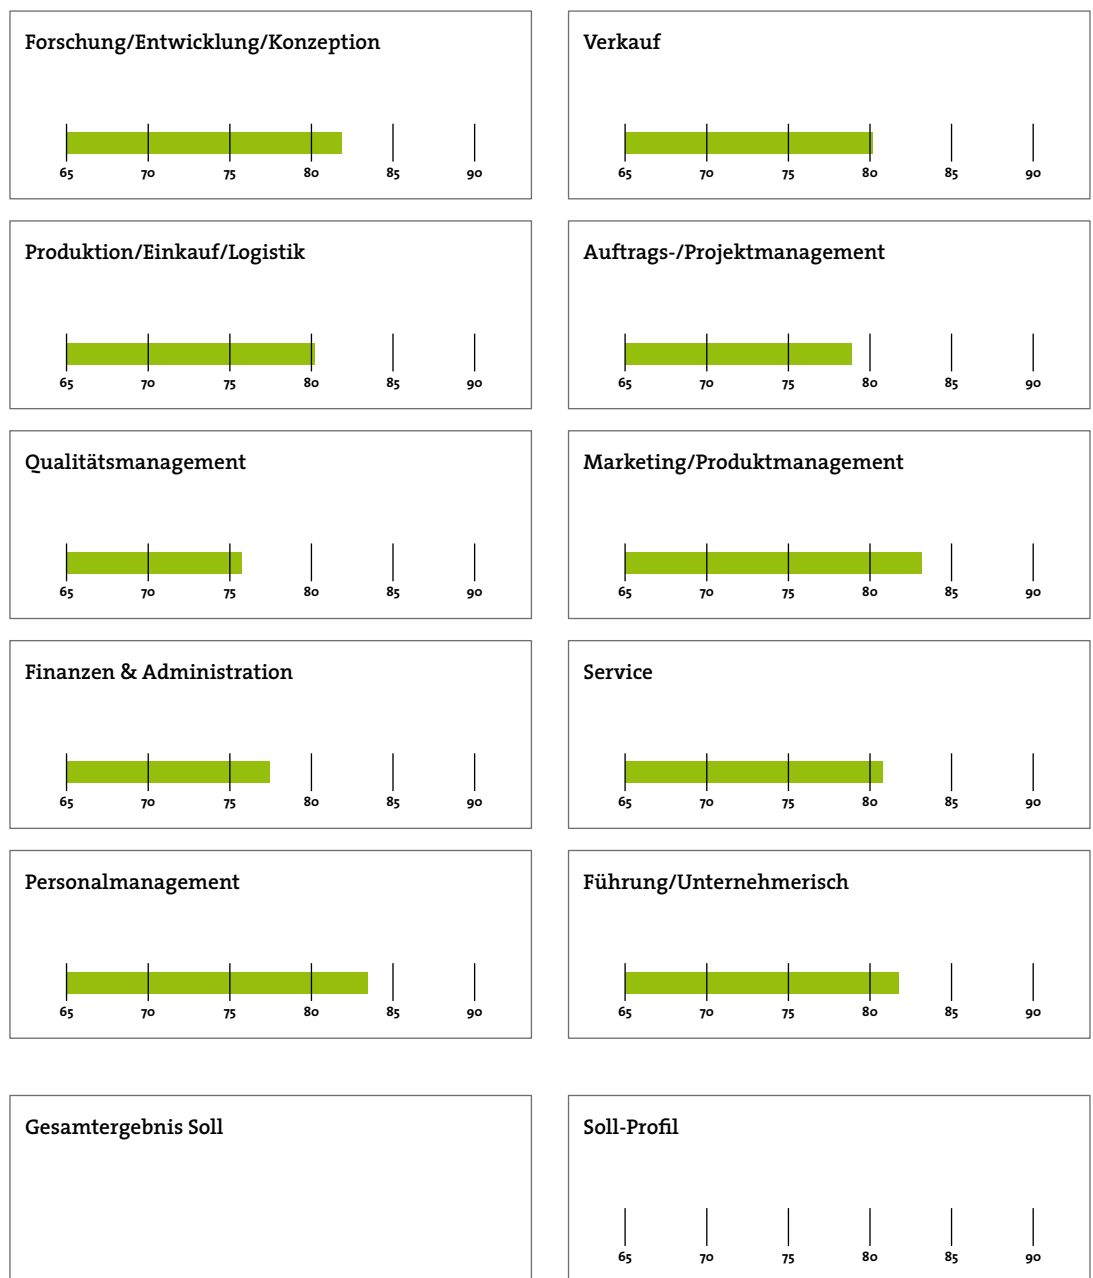 Forschung/Entwicklung/Konzeption
65 70 75 80 85 90
Verkauf
65 70 75 80 85 90
Produktion/Einkauf/Logistik
65 70 75 80 85 90
Auftrags-/Projektmanagement
65 70 75 80 85 90
Qualitätsmanagement
65 70 75 80 85 90
Marketing/Produktmanagement
65 70 75 80 85 90
Finanzen & Administration
65 70 75 80 85 90
Service
65 70 75 80 85 90
Personalmanagement
65 70 75 80 85 90
Führung/Unternehmerisch
65 70 75 80 85 90
Gesamtergebnis Soll
Soll-Profil
65 70 75 80 85 90